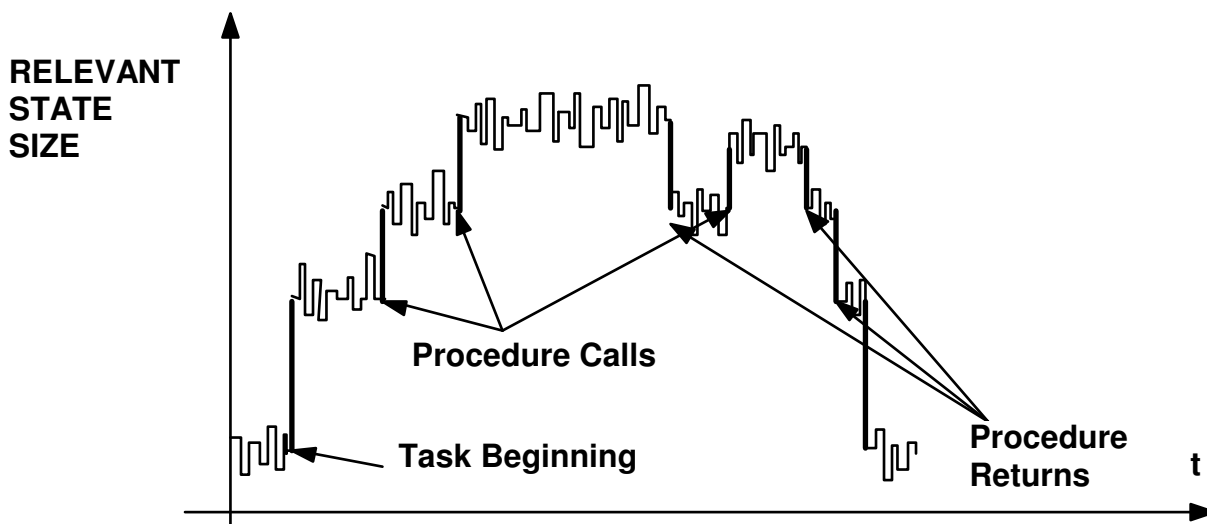 RELEVANT
STATE
SIZE
Procedure Calls
Task Beginning
Procedure
Returns
t